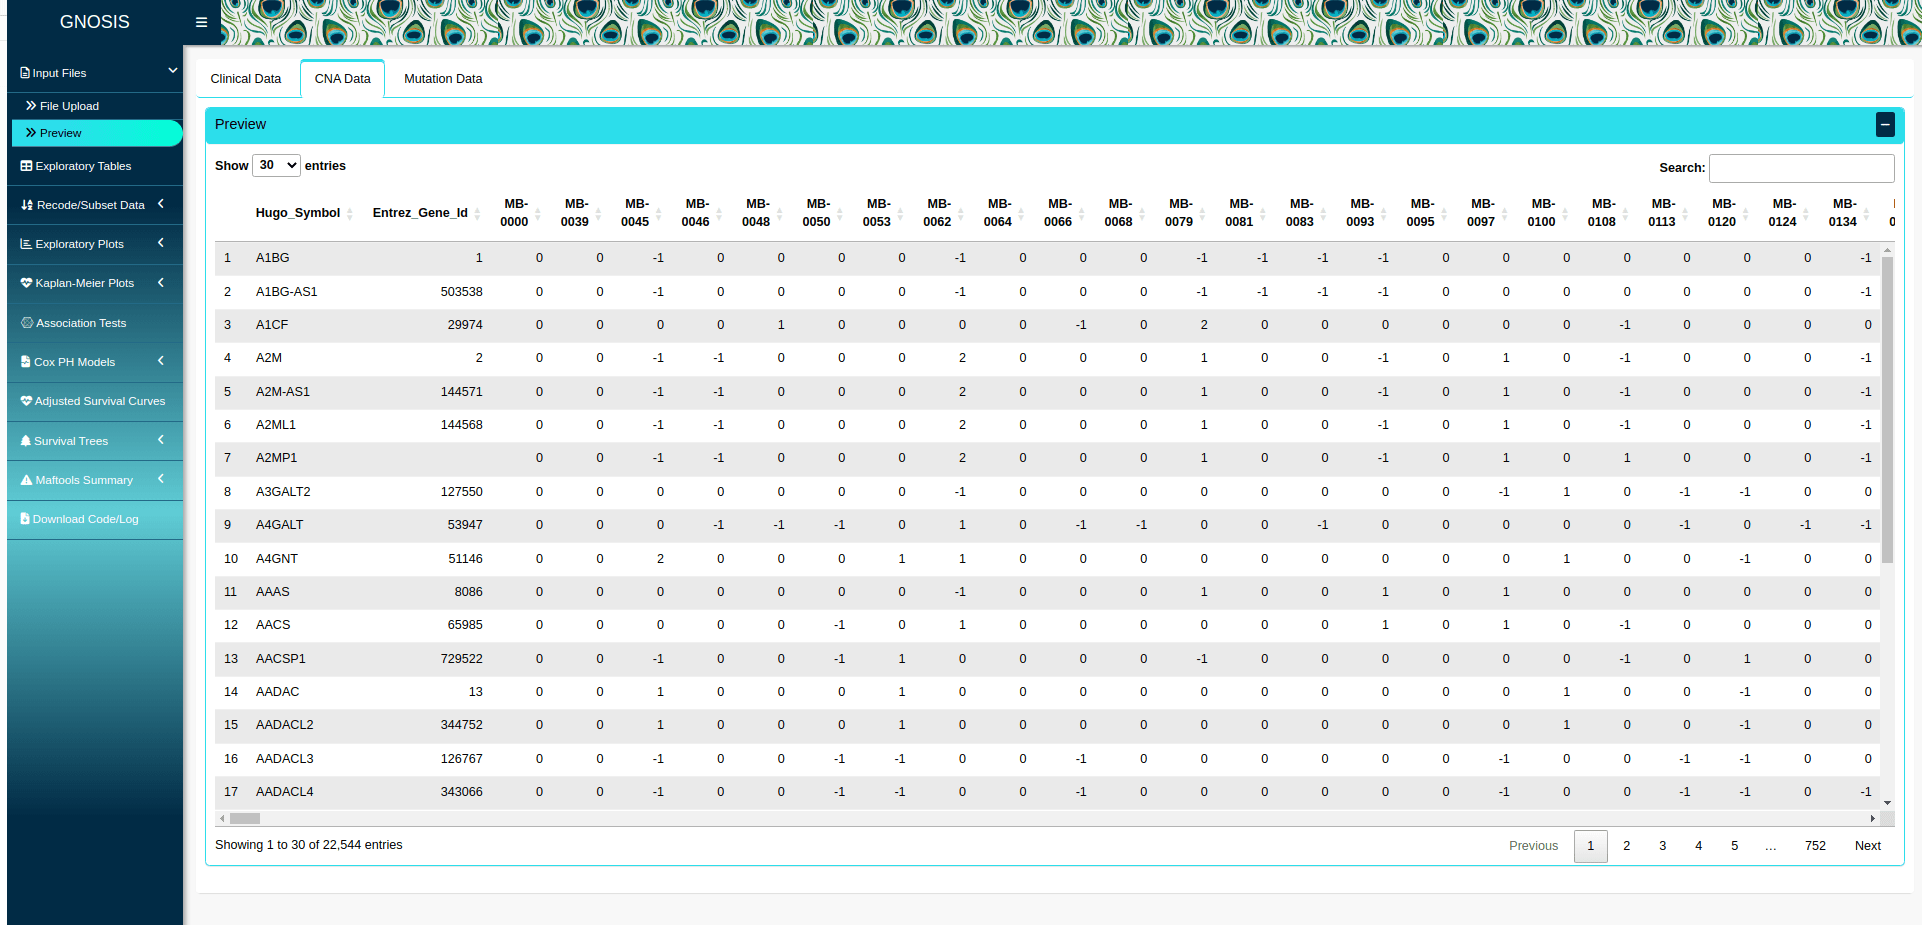 GNOSIS
Input Files
File Upload
Preview
Exploratory Tables
Recode/Subset Data
Exploratory Plots
Kaplan-Meier Plots
Association Tests
Cox PH Models
Adjusted Survival Curves
Survival Trees
Maftools Summary
Download Code/Log
Clinical Data CNA Data Mutation Data
Preview
Show 30 entries Search:
Hugo_Symbol Entrez_Gene_Id MB-0000 MB-0039 MB-0045 MB-0046 MB-0048 MB-0050 MB-0053 MB-0062 MB-0064 MB-0066 MB-0068 MB-0079 MB-0081 MB-0083 MB-0093 MB-0095 MB-0097 MB-0100 MB-0108 MB-0113 MB-0120 MB-0124 MB-0134
1 A1BG 1 0 0 -1 0 0 0 0 -1 0 0 0 -1 -1 -1 -1 0 0 0 0 0 0 0 -1
2 A1BG-AS1 503538 0 0 -1 0 0 0 0 -1 0 0 0 -1 -1 -1 -1 0 0 0 0 0 0 0 -1
3 A1CF 29974 0 0 0 0 1 0 0 0 0 -1 0 2 0 0 0 0 0 0 -1 0 0 0 0
4 A2M 2 0 0 -1 -1 0 0 0 2 0 0 0 1 0 0 -1 0 1 0 -1 0 0 0 -1
5 A2M-AS1 144571 0 0 -1 -1 0 0 0 2 0 0 0 1 0 0 -1 0 1 0 -1 0 0 0 -1
6 A2ML1 144568 0 0 -1 -1 0 0 0 2 0 0 0 1 0 0 -1 0 1 0 -1 0 0 0 -1
7 A2MP1 0 0 -1 -1 0 0 0 2 0 0 0 1 0 0 -1 0 1 0 1 0 0 0 -1
8 A3GALT2 127550 0 0 0 0 0 0 0 -1 0 0 0 0 0 0 0 0 -1 1 0 -1 -1 0 0
9 A4GALT 53947 0 0 0 -1 -1 -1 0 1 0 -1 -1 0 0 -1 0 0 0 0 0 -1 0 -1 -1
10 A4GNT 51146 0 0 2 0 0 0 1 1 0 0 0 0 0 0 0 0 0 1 0 0 -1 0 0
11 AAAS 8086 0 0 0 0 0 0 0 -1 0 0 0 1 0 0 1 0 1 0 0 0 0 0 0
12 AACS 65985 0 0 0 0 0 -1 0 1 0 0 0 0 0 0 1 0 1 0 -1 0 0 0 0
13 AACSP1 729522 0 0 -1 0 0 -1 1 0 0 0 0 -1 0 0 0 0 0 0 -1 0 1 0 0
14 AADAC 13 0 0 1 0 0 0 1 0 0 0 0 0 0 0 0 0 0 1 0 0 -1 0 0
15 AADACL2 344752 0 0 1 0 0 0 1 0 0 0 0 0 0 0 0 0 0 1 0 0 -1 0 0
16 AADACL3 126767 0 0 -1 0 0 -1 -1 0 0 -1 0 0 0 0 0 0 -1 0 0 -1 -1 0 0
17 AADACL4 343066 0 0 -1 0 0 -1 -1 0 0 -1 0 0 0 0 0 0 -1 0 0 -1 -1 0 -1
Showing 1 to 30 of 22,544 entries Previous 1 2 3 4 5 … 752 Next